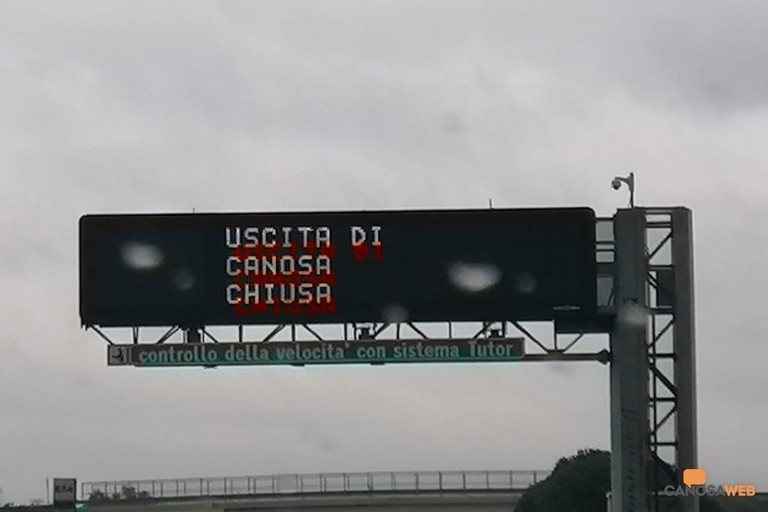 USCITA DI
CANOSA
CHIUSA
controllo della velocita' con sistema Tutor
CANOSAWEB